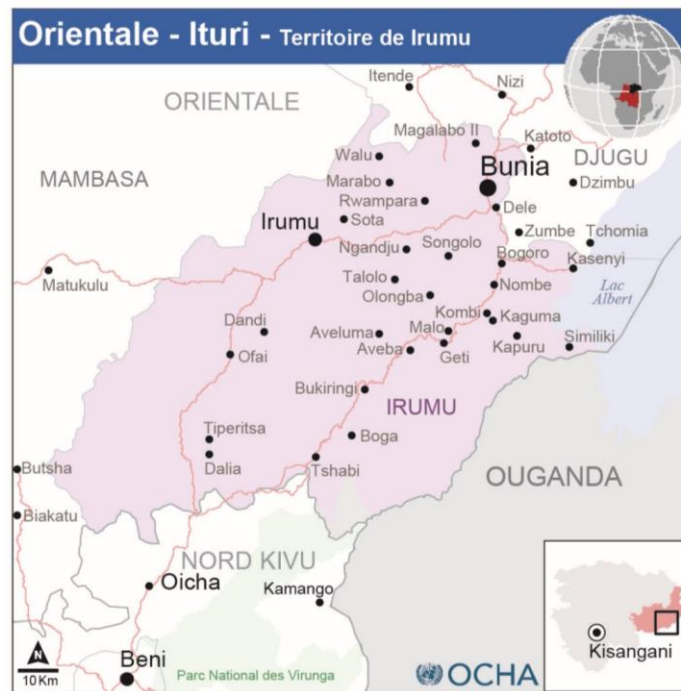 Orientale - Ituri - Territoire de Irumu
Itende
Nizi
ORIENTALE
Magalabo II
Katoto
Walu
Bunia
DJUGU
MAMBASA
Marabo
Dzimbu
Rwampara
Dele
Irumu
Sota
Zumbe
Tchomia
Ngandju
Songolo
Bogoro
Kasenyi
Matukulu
Talolo
Nombe
Lac
Albert
Olongba
Kombi
Kaguma
Dandi
Aveluma
Malo
Similiki
Ofai
Aveba
Geti
Kapuru
Bukiringi
IRUMU
Tiperitsa
Boga
Butsha
Dalia
Tshabi
OUGANDA
Biakatu
NORD KIVU
Oicha
Kamango
N
10 Km
Beni
Parc National des Virunga
OCHA
Kisangani